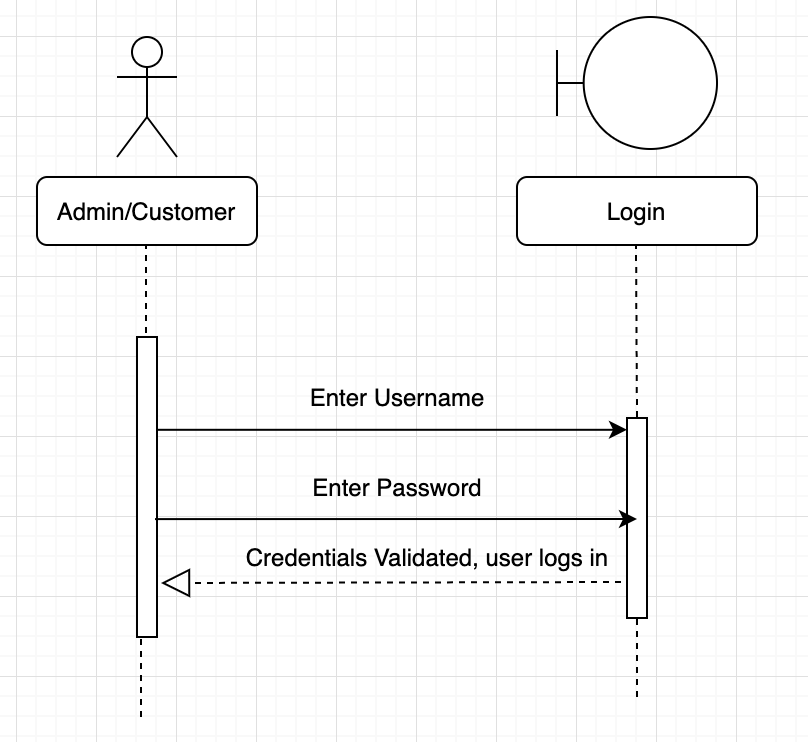 Admin/Customer
Login
Enter Username
Enter Password
Credentials Validated, user logs in